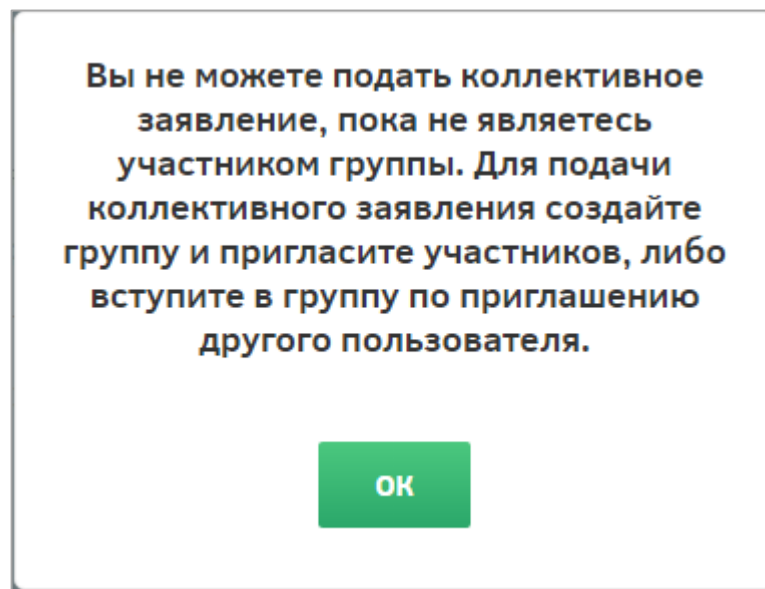 Вы не можете подать коллективное
заявление, пока не являетесь
участником группы. Для подачи
коллективного заявления создайте
группу и пригласите участников, либо
вступите в группу по приглашению
другого пользователя.
ОК